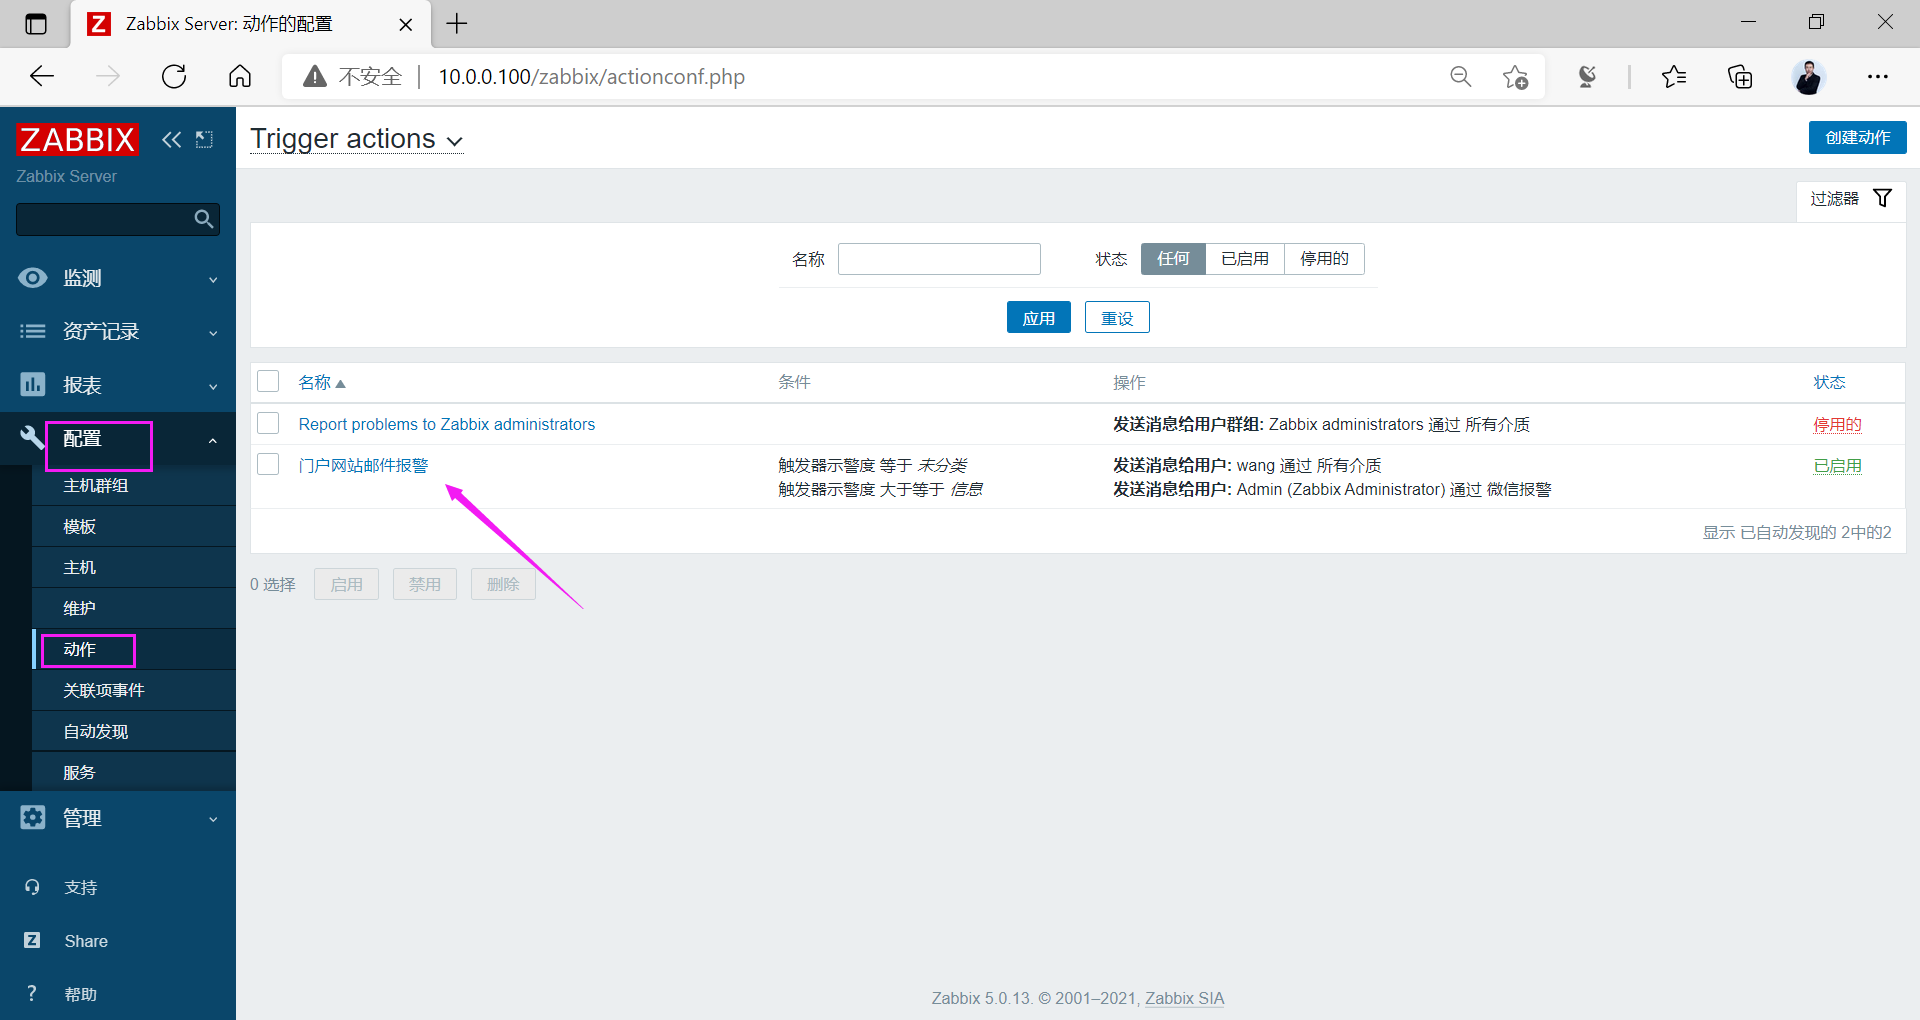 Zabbix Server: 动作的配置
不安全
10.0.0.100/zabbix/actionconf.php
ZABBIX
Zabbix Server
监测
资产记录
报表
配置
主机群组
模板
主机
维护
动作
关联项事件
自动发现
服务
管理
支持
Share
帮助
Trigger actions
创建动作
过滤器
名称
状态 任何 已启用 停用的
应用 重设
名称 条件 操作 状态
Report problems to Zabbix administrators 发送消息给用户群组: Zabbix administrators 通过 所有介质 停用的
门户网站邮件报警 触发器示警度 等于 未分类 发送消息给用户: wang 通过 所有介质 已启用
触发器示警度 大于等于 信息 发送消息给用户: Admin (Zabbix Administrator) 通过 微信报警
显示 已自动发现的 2中的2
0 选择 启用 禁用 删除
Zabbix 5.0.13. © 2001–2021, Zabbix SIA